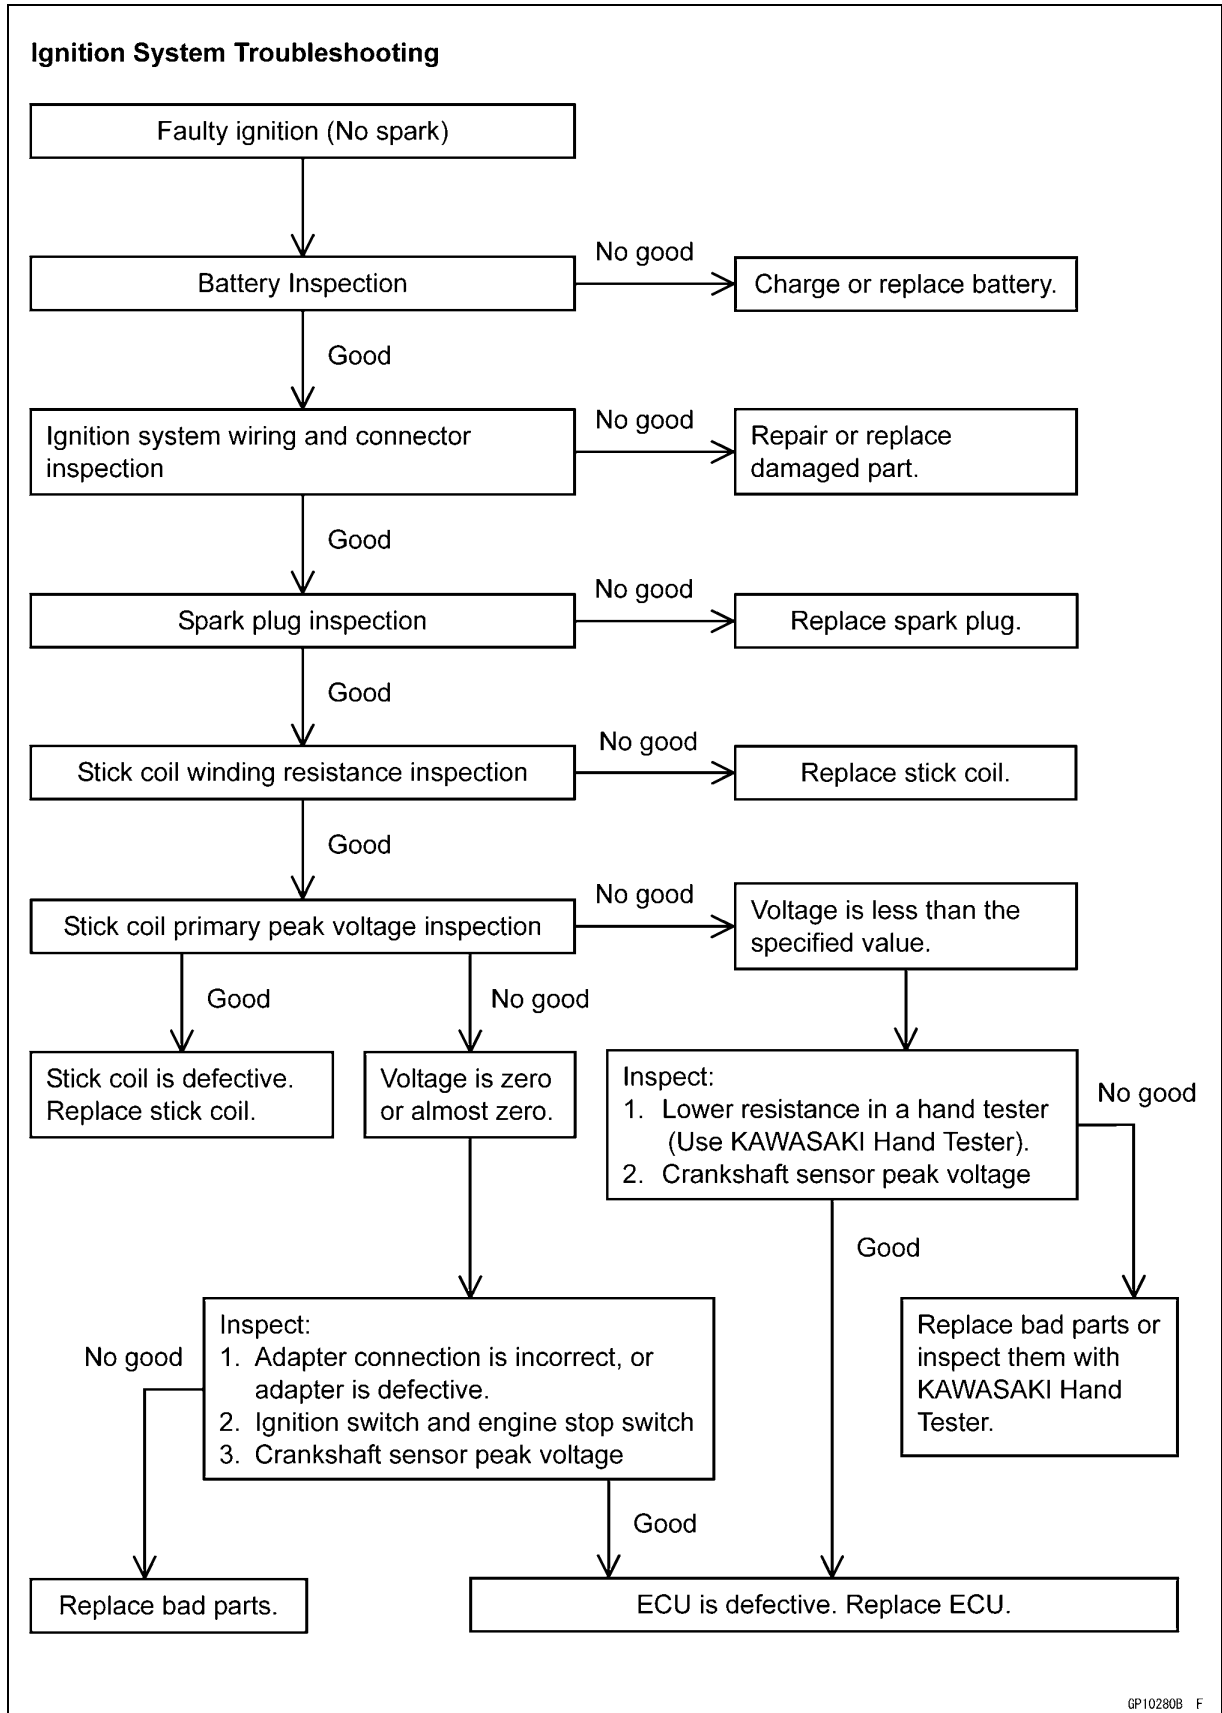 Ignition System Troubleshooting
Faulty ignition (No spark)
No good
Battery Inspection
Charge or replace battery.
Good
No good
Ignition system wiring and connector
inspection
Repair or replace
damaged part.
Good
No good
Spark plug inspection
Replace spark plug.
Good
No good
Stick coil winding resistance inspection
Replace stick coil.
Good
No good
Stick coil primary peak voltage inspection
Voltage is less than the
specified value.
Good
No good
Stick coil is defective.
Replace stick coil.
Voltage is zero
or almost zero.
Inspect:
1. Lower resistance in a hand tester
(Use KAWASAKI Hand Tester).
2. Crankshaft sensor peak voltage
No good
Good
Inspect:
1. Adapter connection is incorrect, or
adapter is defective.
2. Ignition switch and engine stop switch
3. Crankshaft sensor peak voltage
No good
Replace bad parts or
inspect them with
KAWASAKI Hand
Tester.
Good
Replace bad parts.
ECU is defective. Replace ECU.
GP10280B F